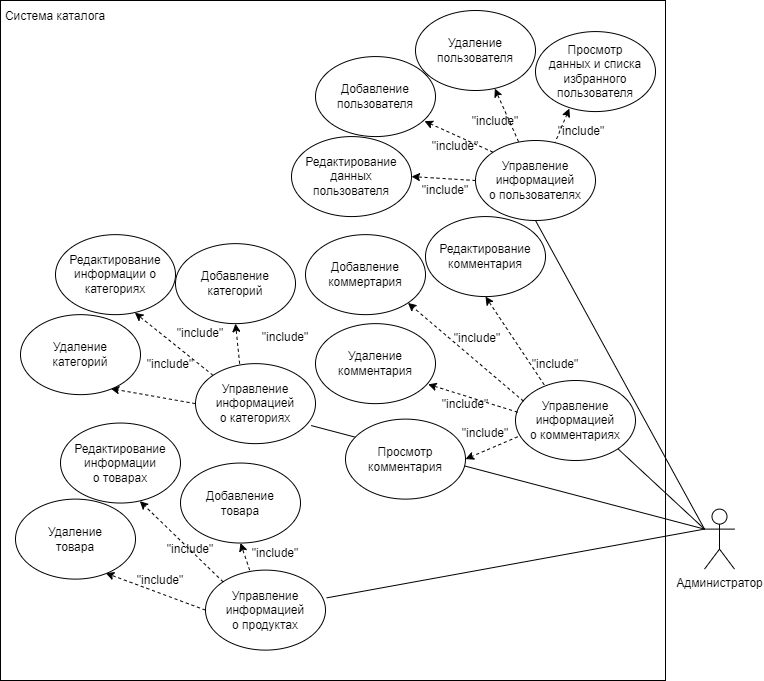 Система каталога
Удаление
пользователя
Просмотр
данных и списка
избранного
пользователя
Добавление
пользователя
"include"
"include"
"include"
Редактирование
данных
пользователя
"include"
Управление
информацией
о пользователях
Редактирование
информации о
категориях
Добавление
категорий
Добавление
коммертария
Редактирование
комментария
"include"
"include"
"include"
Удаление
категорий
"include"
Удаление
комментария
"include"
Управление
информацией
о категориях
"include"
Управление
информацией
о комментариях
"include"
Просмотр
комментария
Редактирование
информации
о товарах
Добавление
товара
Удаление
товара
"include"
"include"
"include"
Управление
информацией
о продуктах
Администратор